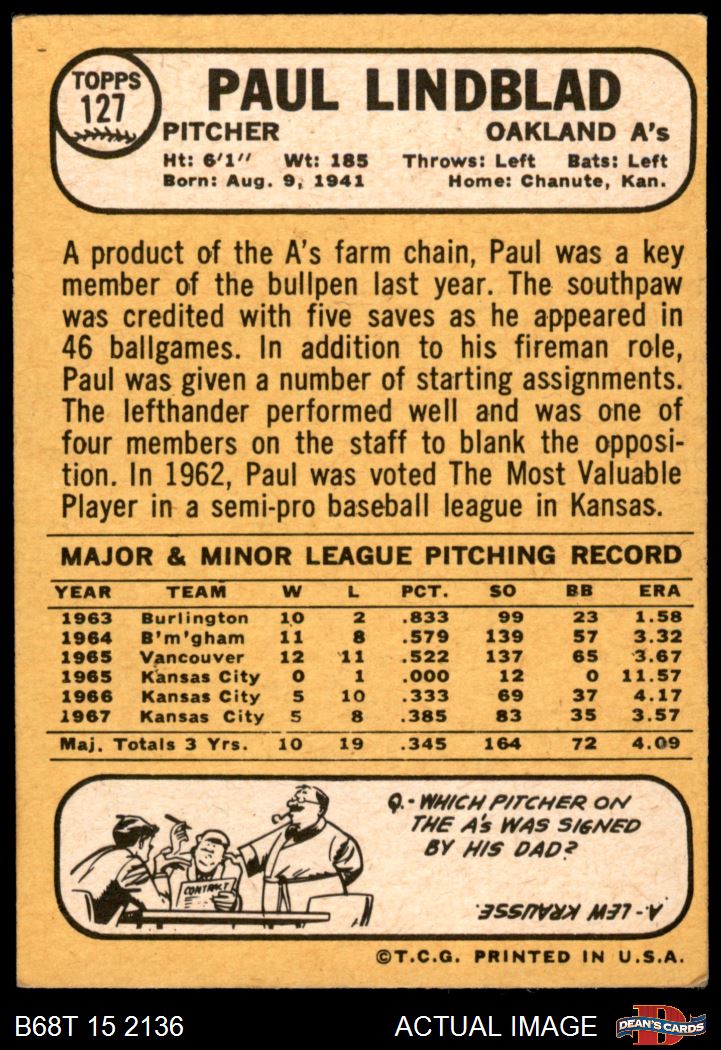 TOPPS
127
PAUL LINDBLAD
PITCHER OAKLAND A's
Ht: 6'1" Wt: 185 Throws: Left Bats: Left
Born: Aug. 9, 1941 Home: Chanute, Kan.
A product of the A's farm chain, Paul was a key
member of the bullpen last year. The southpaw
was credited with five saves as he appeared in
46 ballgames. In addition to his fireman role,
Paul was given a number of starting assignments.
The lefthander performed well and was one of
four members on the staff to blank the opposi-
tion. In 1962, Paul was voted The Most Valuable
Player in a semi-pro baseball league in Kansas.
MAJOR & MINOR LEAGUE PITCHING RECORD
YEAR TEAM W L PCT. SO BB ERA
1963 Burlington 10 2 .833 99 23 1.58
1964 B'm'gham 11 8 .579 139 57 3.32
1965 Vancouver 12 11 .522 137 65 3.67
1965 Kansas City 0 1 .000 12 0 11.57
1966 Kansas City 5 10 .333 69 37 4.17
1967 Kansas City 5 8 .385 83 35 3.57
Maj. Totals 3 Yrs. 10 19 .345 164 72 4.09
CONTRACT
Q.-WHICH PITCHER ON
THE A's WAS SIGNED
BY HIS DAD?
A-LEW KRAUSSE.
©T.C.G. PRINTED IN U.S.A.
B68T 15 2136 ACTUAL IMAGE
D
DEAN'S CARDS